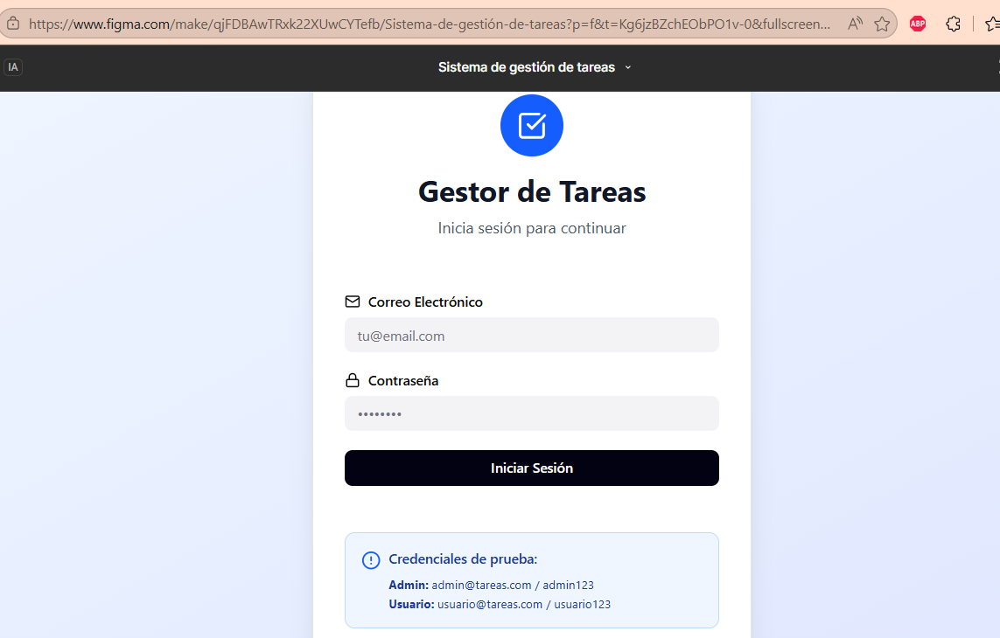 https://www.figma.com/make/qjFDBAwTRxk22XUwCYTefb/Sistema-de-gestión-de-tareas?p=f&t=Kg6jzBZchEObPO1v-0&fullscreen...
A
ABP
IA
Sistema de gestión de tareas
Gestor de Tareas
Inicia sesión para continuar
Correo Electrónico
tu@email.com
Contraseña
••••••••
Iniciar Sesión
Credenciales de prueba:
Admin: admin@tareas.com / admin123
Usuario: usuario@tareas.com / usuario123